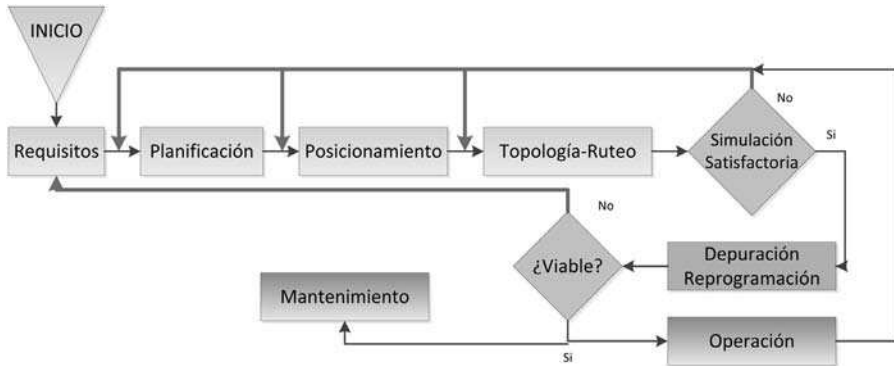 INICIO
Requisitos
Planificación
Posicionamiento
Topología-Ruteo
Simulación
Satisfactoria
No
Si
Depuración
Reprogramación
¿Viable?
No
Si
Mantenimiento
Operación